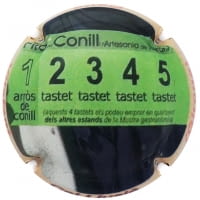 Conill (Artesania de
1 2 3 4 5
arròs tastet tastet tastet tastet
de (aquests 4 tastets els podeu emprar en qualsevol
conill dels altres estands de la Mostra gastronòmica